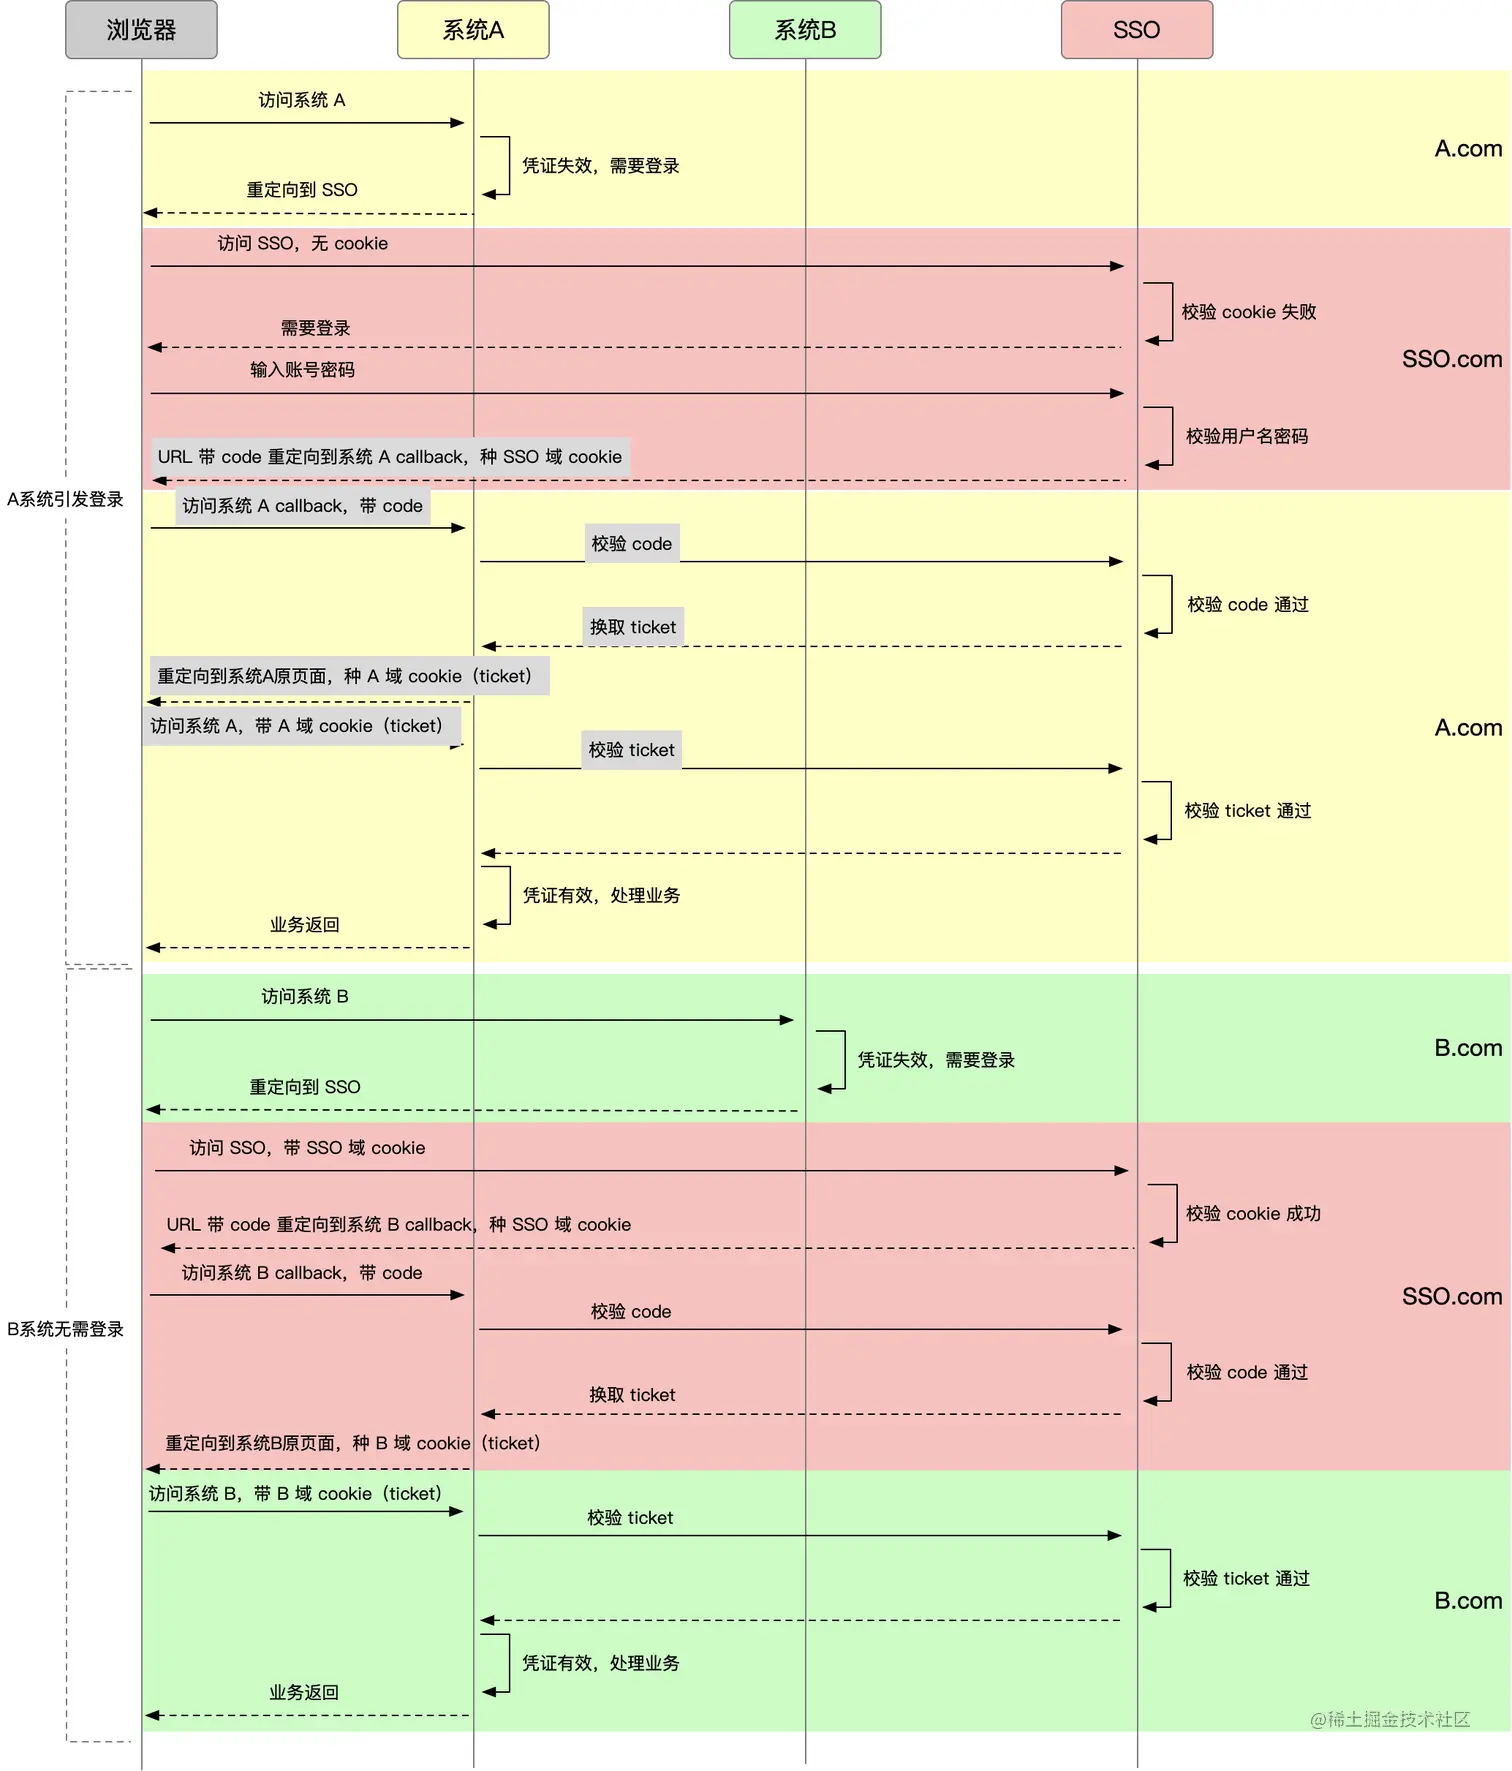 浏览器
系统A
系统B
SSO
访问系统 A
凭证失效，需要登录
A.com
重定向到 SSO
访问 SSO，无 cookie
校验 cookie 失败
需要登录
SSO.com
输入账号密码
校验用户名密码
URL 带 code 重定向到系统 A callback，种 SSO 域 cookie
A系统引发登录
访问系统 A callback，带 code
校验 code
校验 code 通过
换取 ticket
重定向到系统A原页面，种 A 域 cookie（ticket）
访问系统 A，带 A 域 cookie（ticket）
A.com
校验 ticket
校验 ticket 通过
凭证有效，处理业务
业务返回
访问系统 B
B.com
凭证失效，需要登录
重定向到 SSO
访问 SSO，带 SSO 域 cookie
校验 cookie 成功
URL 带 code 重定向到系统 B callback，种 SSO 域 cookie
访问系统 B callback，带 code
SSO.com
校验 code
B系统无需登录
校验 code 通过
换取 ticket
重定向到系统B原页面，种 B 域 cookie（ticket）
访问系统 B，带 B 域 cookie（ticket）
校验 ticket
校验 ticket 通过
B.com
凭证有效，处理业务
业务返回
@稀土掘金技术社区